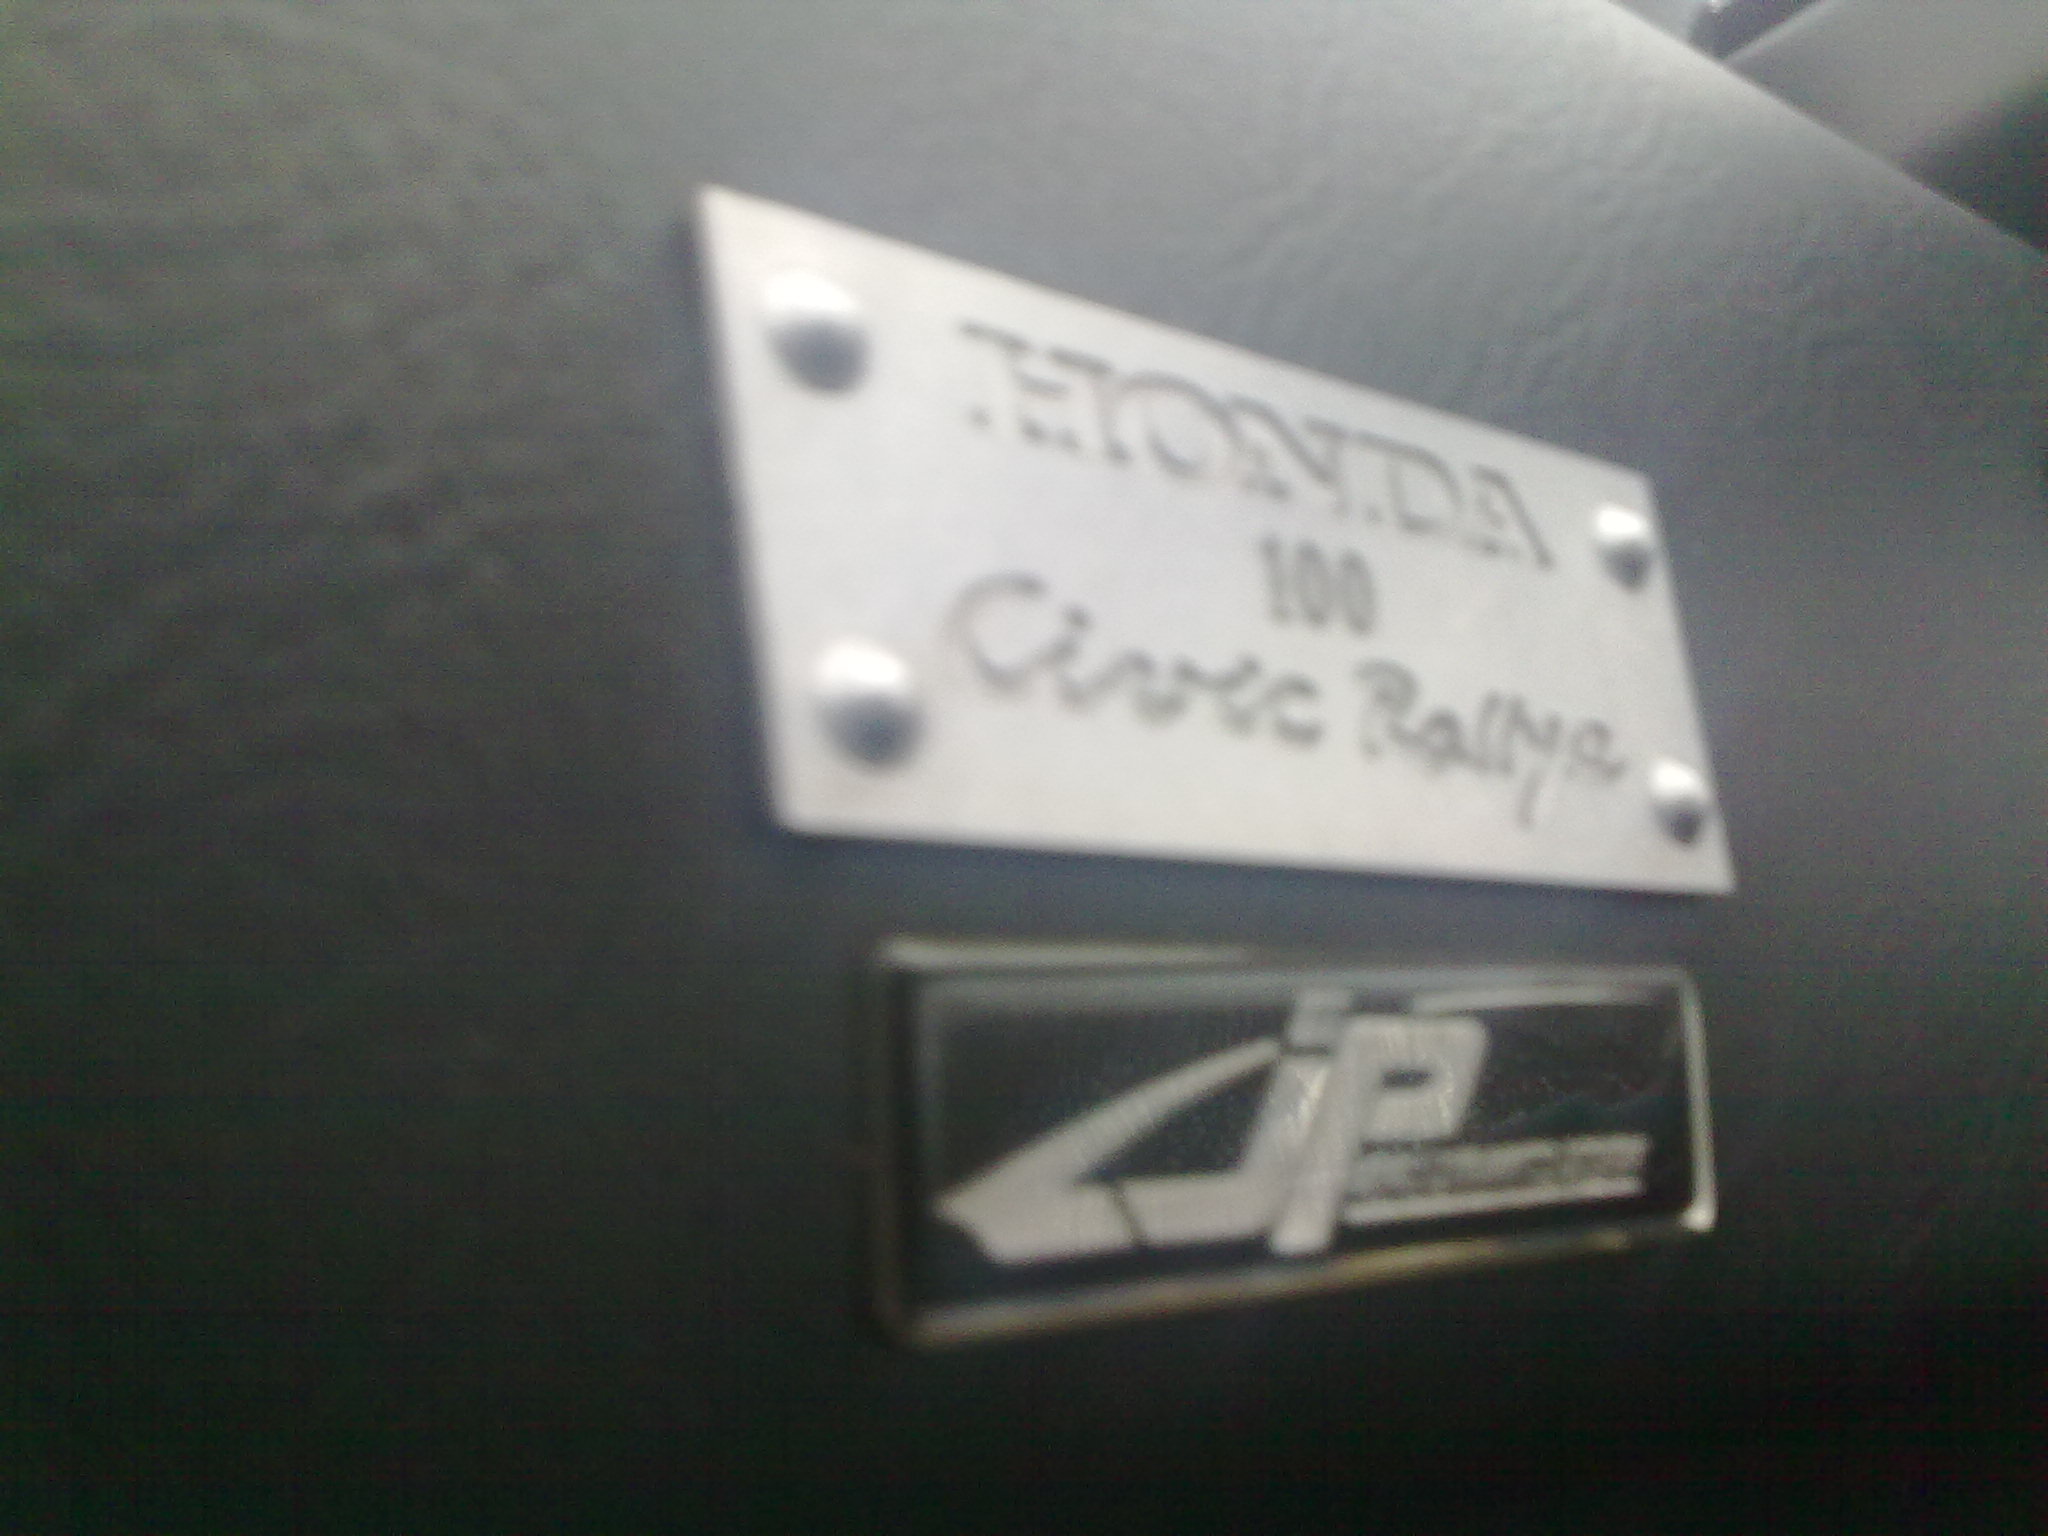 HONDA
100
Civic Rallye
P